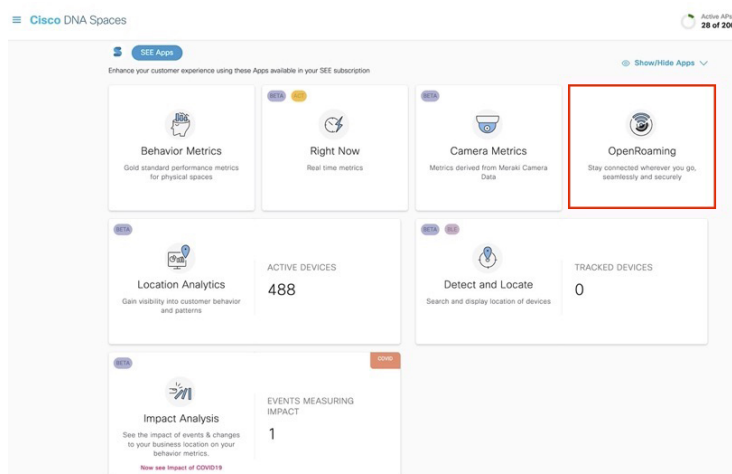 Cisco DNA Spaces
Active APs
28 of 200
SEE Apps
Enhance your customer experience using these Apps available in your SEE subscription
Show/Hide Apps
Behavior Metrics
Gold standard performance metrics
for physical spaces
BETA ACT
Right Now
Real time metrics
BETA
Camera Metrics
Metrics derived from Meraki Camera
Data
OpenRoaming
Stay connected wherever you go,
seamlessly and securely
BETA
Location Analytics
Gain visibility into customer behavior
and patterns
ACTIVE DEVICES
488
BETA BLE
Detect and Locate
Search and display location of devices
TRACKED DEVICES
0
BETA
COVID
Impact Analysis
See the impact of events & changes
to your business location on your
behavior metrics.
Now see Impact of COVID19
EVENTS MEASURING
IMPACT
1